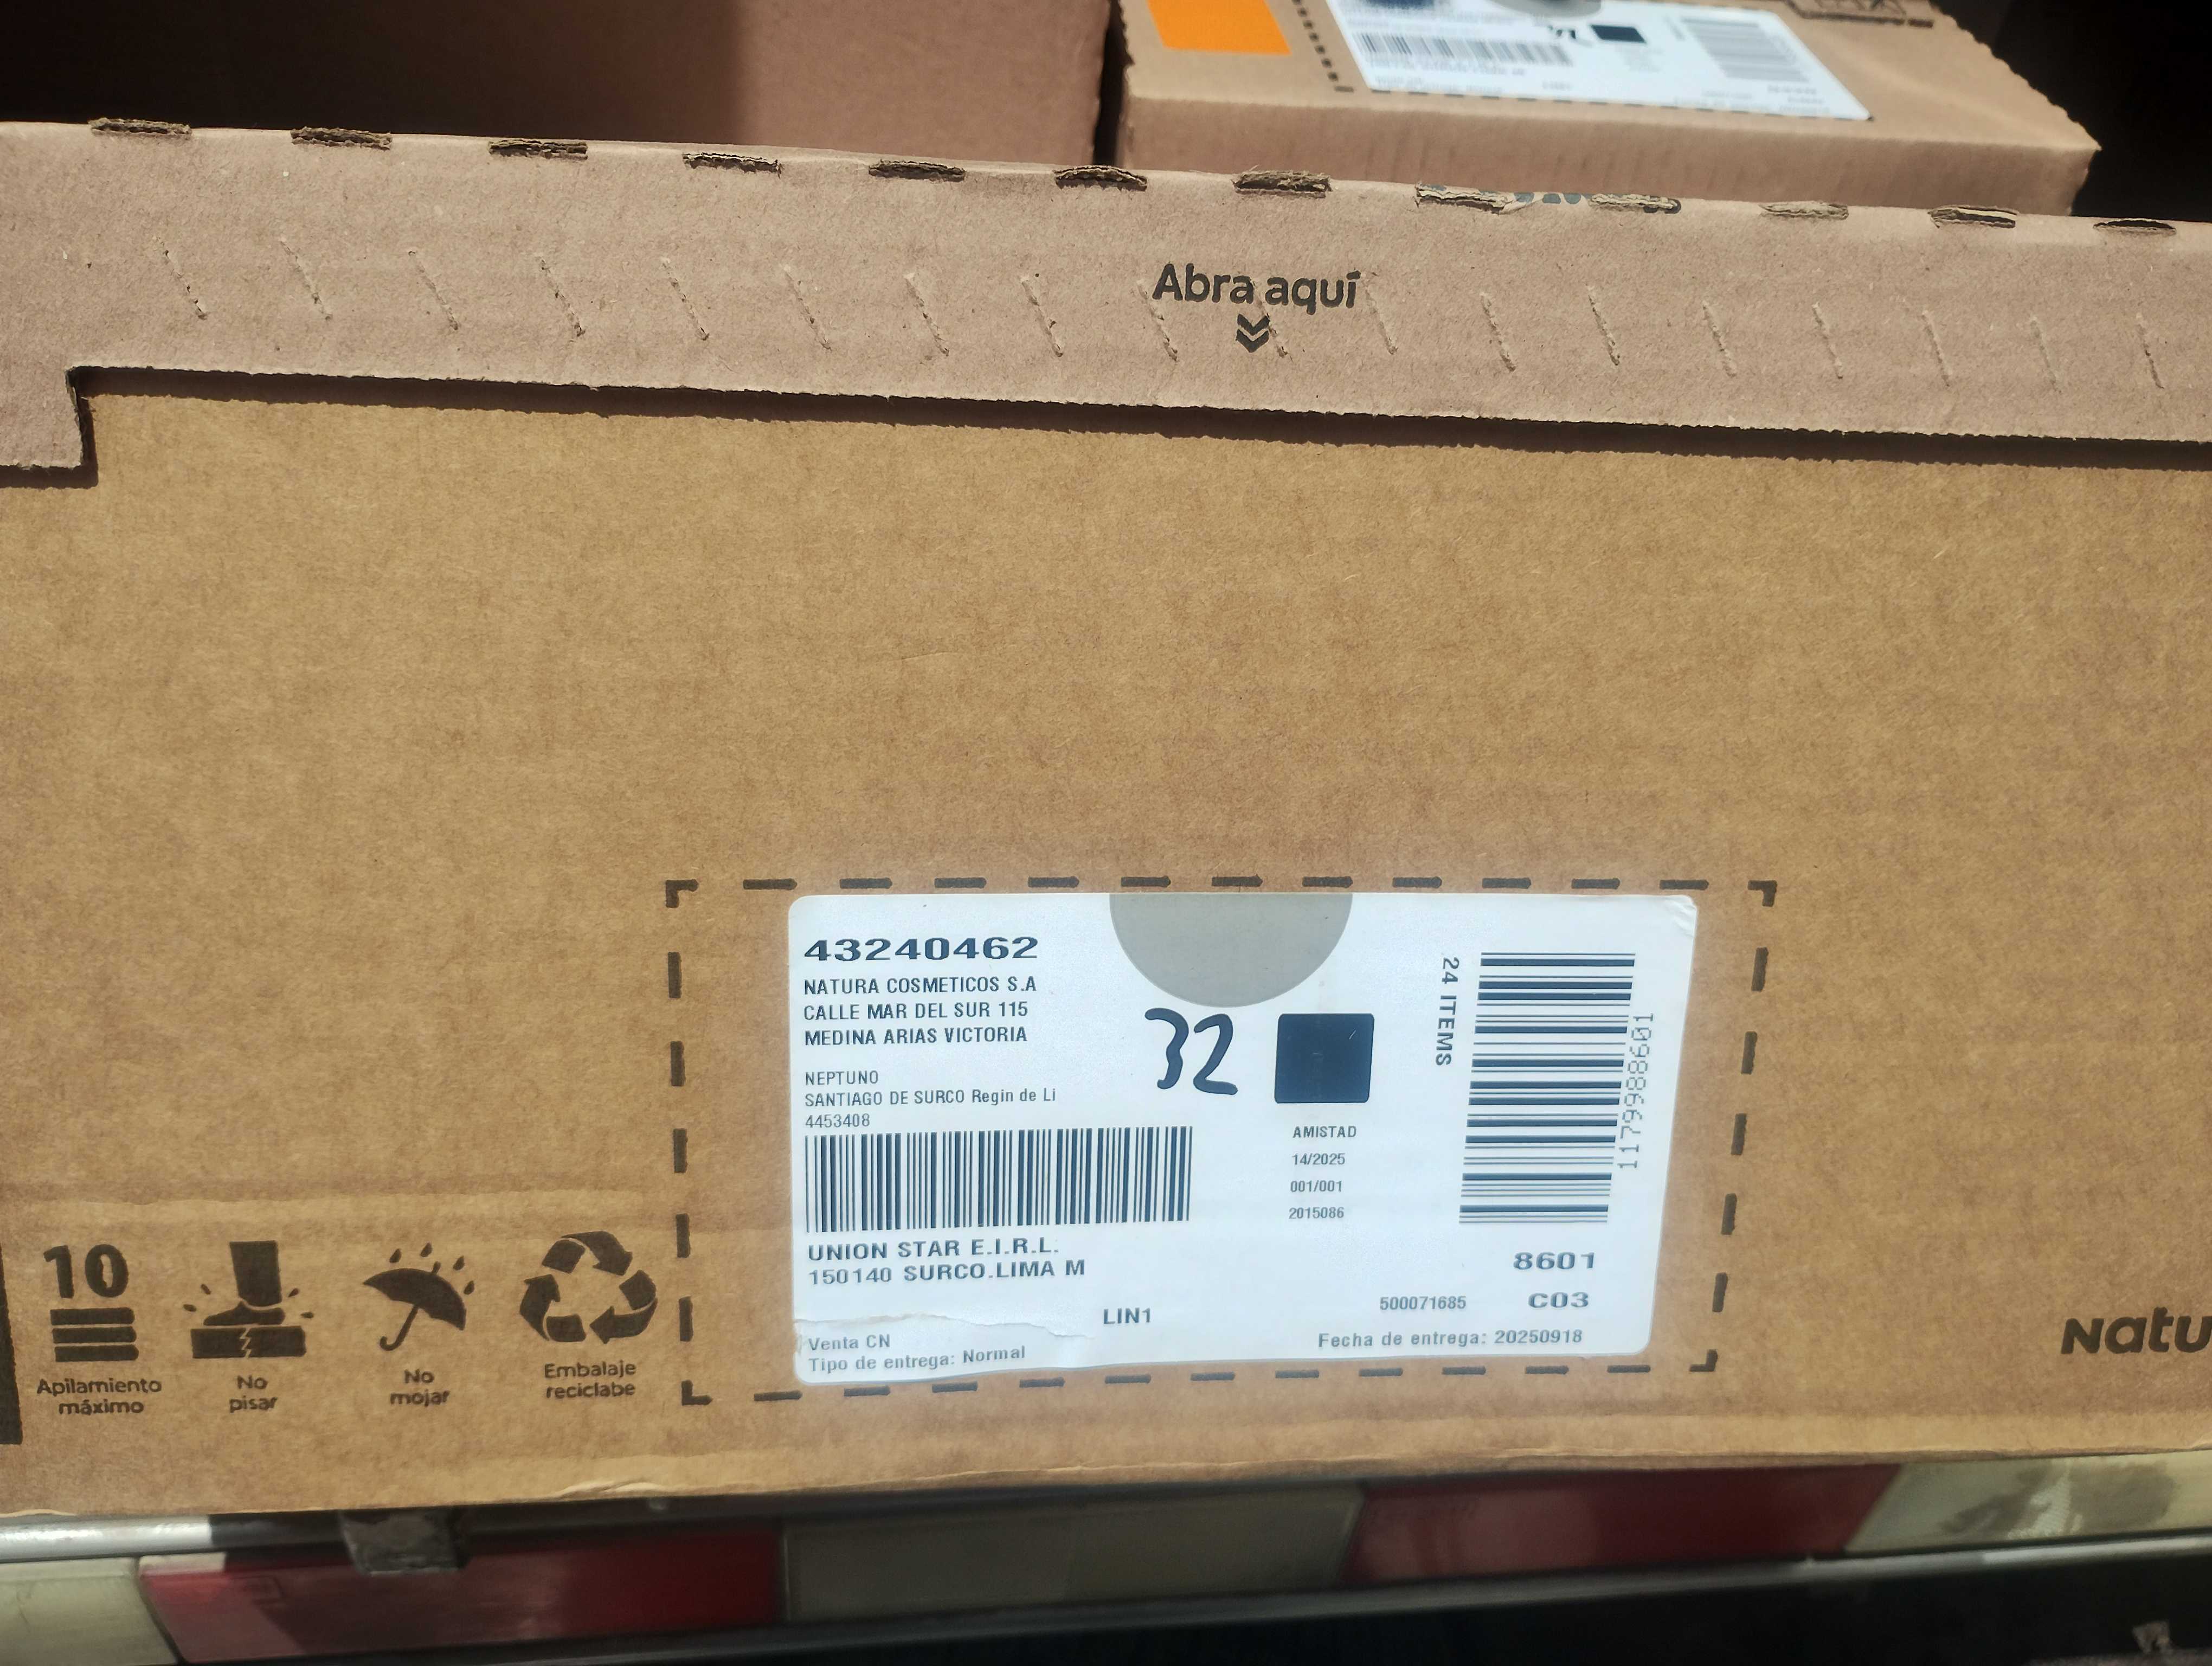 Abra aquí
43240462
NATURA COSMETICOS S.A
CALLE MAR DEL SUR 115
MEDINA ARIAS VICTORIA
NEPTUNO
SANTIAGO DE SURCO Regin de Li
4453408
32
AMISTAD
14/2025
001/001
2015086
24 ITEMS
11799988601
UNION STAR E.I.R.L.
150140 SURCO.LIMA M
8601
LIN1
500071685
C03
Venta CN
Tipo de entrega: Normal
Fecha de entrega: 20250918
10
Apilamiento
máximo
No
pisar
No
mojar
Embalaje
reciclabe
Natu